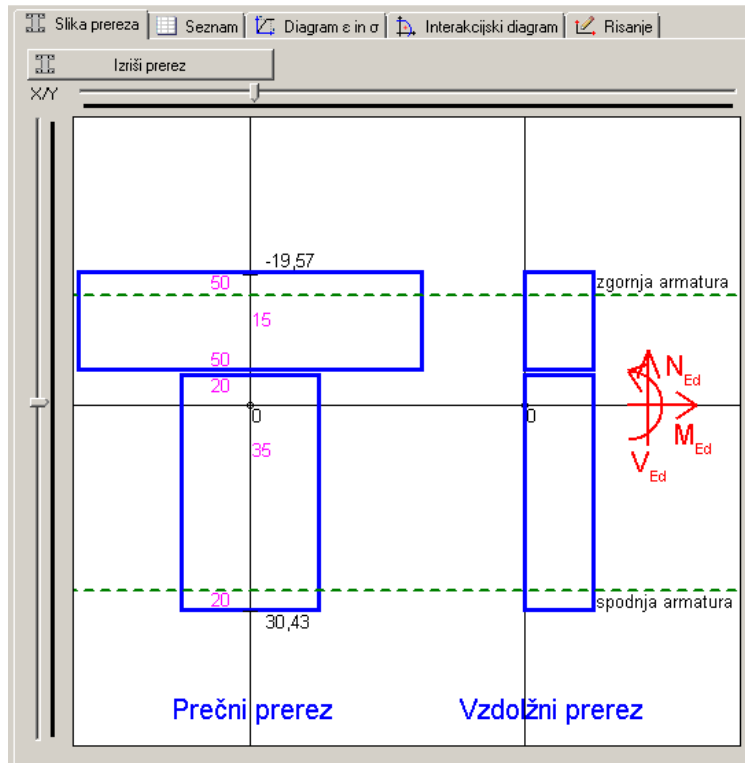 Slika prereza Seznam Diagram ε in σ Interakcijski diagram Risanje
Izriši prerez
X/Y
-19,57
50
zgornja armatura
15
50
20
N Ed
0
0
M Ed
35
V Ed
20
spodnja armatura
30,43
Prečni prerez Vzdolžni prerez